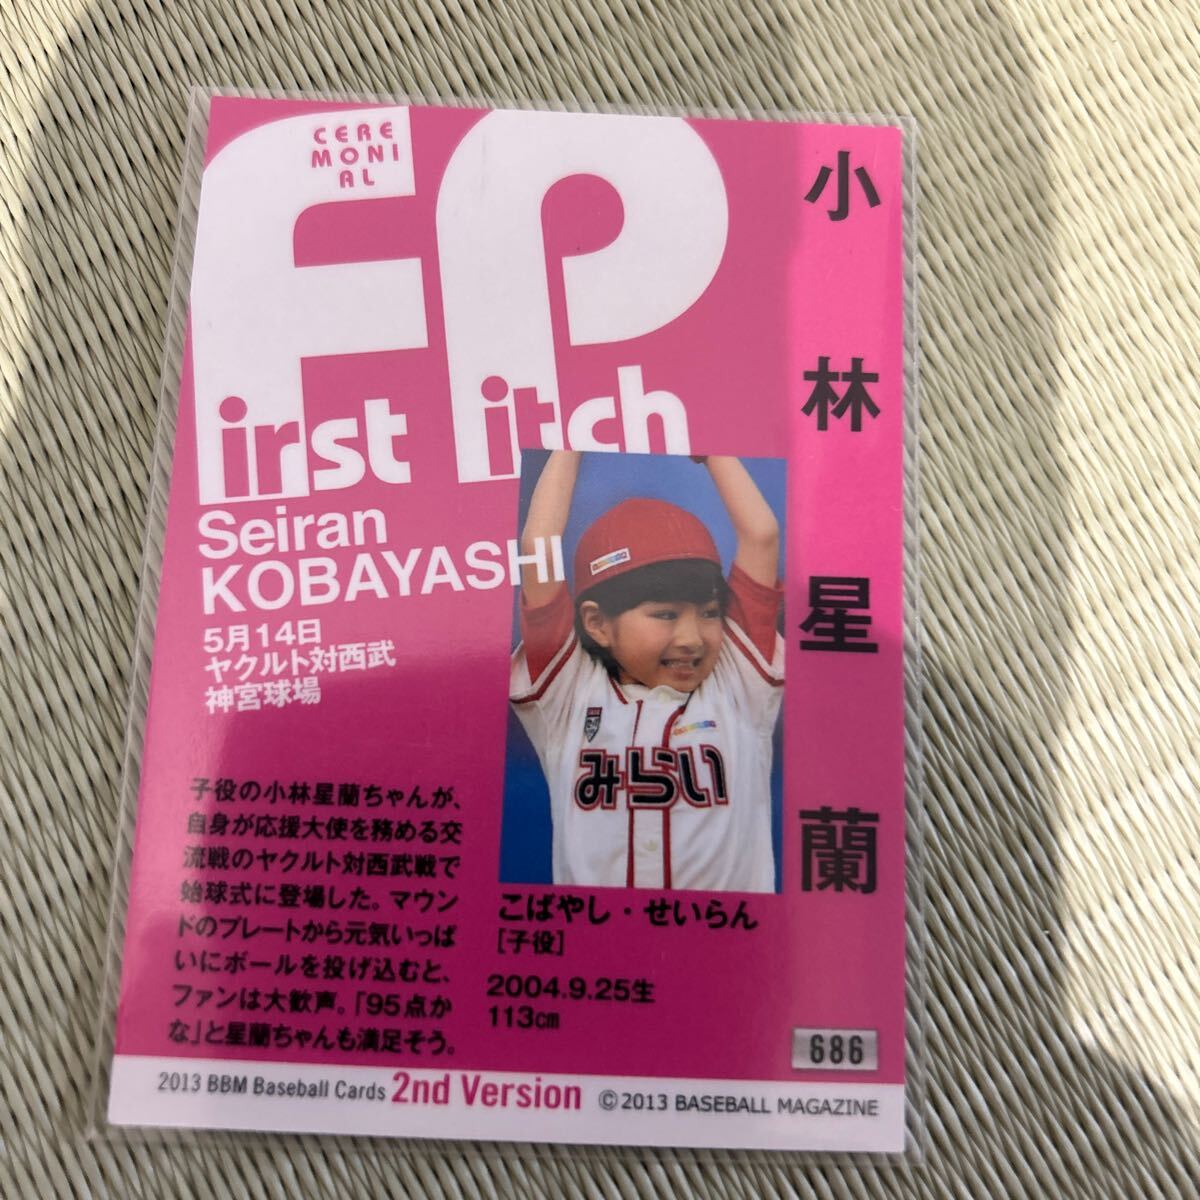 CERE
MONI
AL
First Pitch
Seiran
KOBAYASHI
5月14日
ヤクルト対西武
神宮球場
小林星蘭
みらい
子役の小林星蘭ちゃんが、
自身が応援大使を務める交
流戦のヤクルト対西武戦で
始球式に登場した。マウン
ドのプレートから元気いっぱ
いにボールを投げ込むと、
ファンは大歓声。「95点か
な」と星蘭ちゃんも満足そう。
こばやし・せいらん
[子役]
2004.9.25生
113cm
686
2013 BBM Baseball Cards 2nd Version ©2013 BASEBALL MAGAZINE